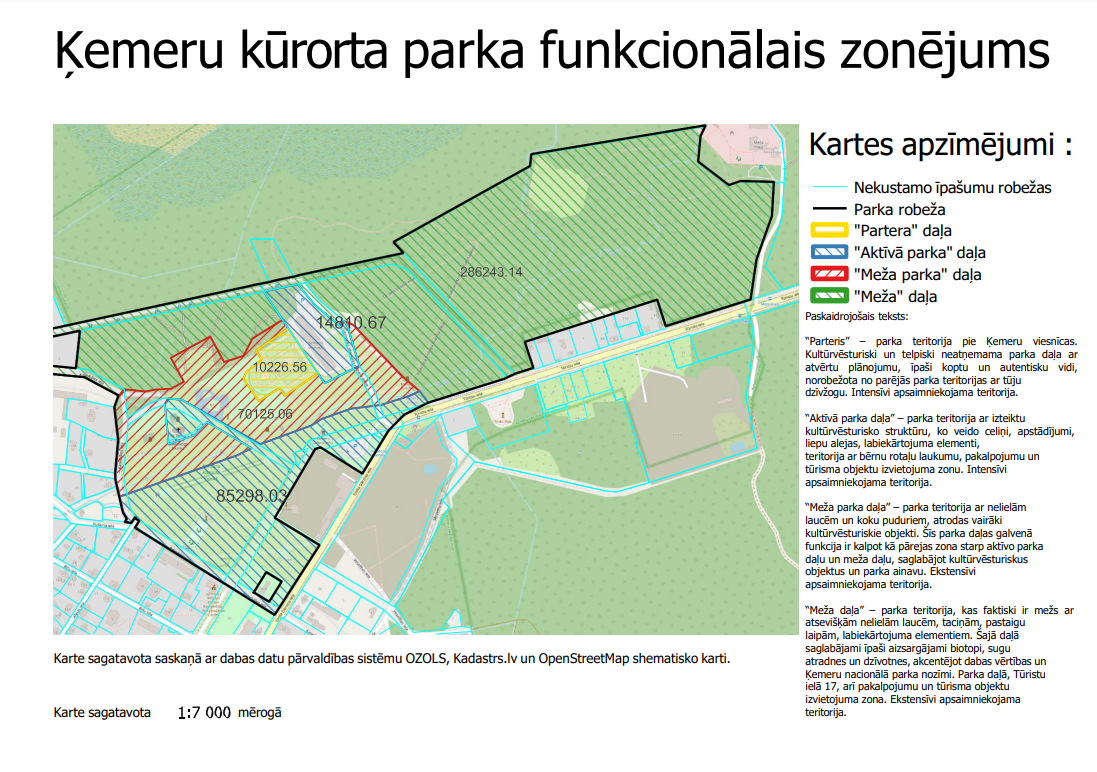 Ķemeru kūrorta parka funkcionālais zonējums
286243.14
14810.67
10226.56
70125.06
85298.03
Kartes apzīmējumi :
Nekustamo īpašumu robežas
Parka robeža
"Partera" daļa
"Aktīvā parka" daļa
"Meža parka" daļa
"Meža" daļa
Paskaidrojošais teksts:
“Parteris” – parka teritorija pie Ķemeru viesnīcas.
Kultūrvēsturiski un telpiski neatņemama parka daļa ar
atvērtu plānojumu, īpaši koptu un autentisku vidi,
norobežota no parējās parka teritorijas ar tūju
dzīvžogu. Intensīvi apsaimniekojama teritorija.
“Aktīvā parka daļa” – parka teritorija ar izteiktu
kultūrvēsturisko struktūru, ko veido celiņi, apstādījumi,
liepu alejas, labiekārtojuma elementi,
teritorija ar bērnu rotaļu laukumu, pakalpojumu un
tūrisma objektu izvietojuma zonu. Intensīvi
apsaimniekojama teritorija.
“Meža parka daļa” – parka teritorija ar nelielām
laucēm un koku puduriem, atrodas vairāki
kultūrvēsturiskie objekti. Šīs parka daļas galvenā
funkcija ir kalpot kā pārejas zona starp aktīvo parka
daļu un meža daļu, saglabājot kultūrvēsturiskus
objektus un parka ainavu. Ekstensīvi
apsaimniekojama teritorija.
“Meža daļa” – parka teritorija, kas faktiski ir mežs ar
atsevišķām nelielām laucēm, taciņām, pastaigu
laipām, labiekārtojuma elementiem. Šajā daļā
saglabājami īpaši aizsargājami biotopi, sugu
atradnes un dzīvotnes, akcentējot dabas vērtības un
Ķemeru nacionālā parka nozīmi. Parka daļā, Tūristu
ielā 17, arī pakalpojumu un tūrisma objektu
izvietojuma zona. Ekstensīvi apsaimniekojama
teritorija.
Karte sagatavota saskaņā ar dabas datu pārvaldības sistēmu OZOLS, Kadastrs.lv un OpenStreetMap shematisko karti.
Karte sagatavota 1:7 000 mērogā